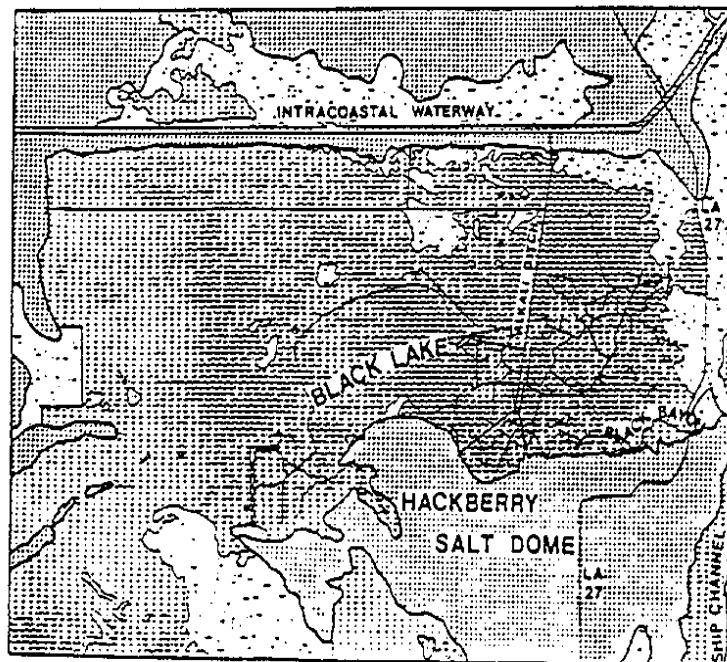 INTRACOASTAL WATERWAY
LA
27
BLACK LAKE
BLACK BAYOU
HACKBERRY
SALT DOME
LA
27
SHIP CHANNEL